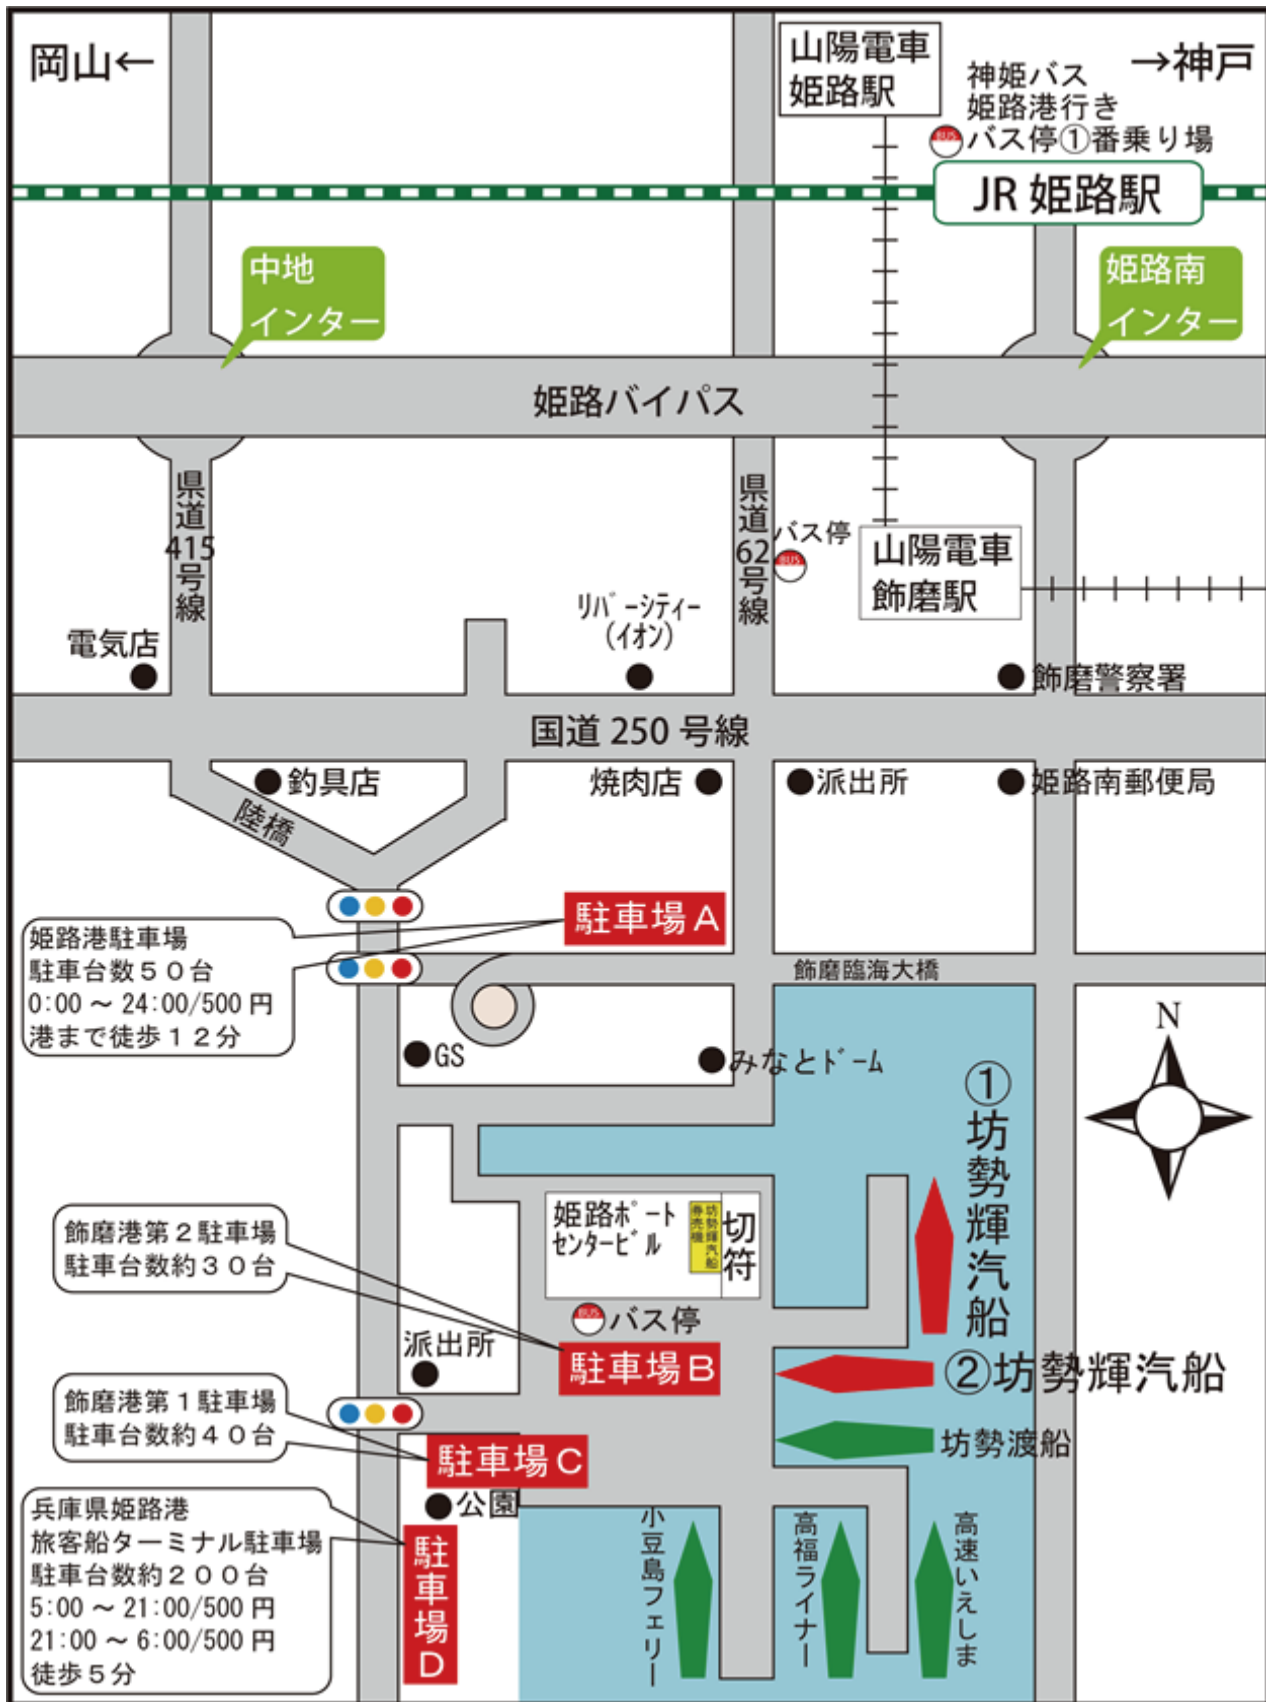 岡山←
山陽電車
姫路駅
→神戸
神姫バス
姫路港行き
BUS
バス停①番乗り場
JR 姫路駅
中地
インター
姫路南
インター
姫路バイパス
県道415号線
県道62号線
バス停
BUS
山陽電車
飾磨駅
リバーシティー
(イオン)
電気店
飾磨警察署
国道 250 号線
釣具店
焼肉店
派出所
姫路南郵便局
陸橋
駐車場A
姫路港駐車場
駐車台数50台
0:00 ～ 24:00/500 円
港まで徒歩12分
飾磨臨海大橋
GS
みなとドーム
N
①坊勢輝汽船
姫路ポート
センタービル
坊勢輝汽船
券売機
切符
飾磨港第2駐車場
駐車台数約30台
BUS
バス停
派出所
駐車場B
②坊勢輝汽船
飾磨港第1駐車場
駐車台数約40台
駐車場C
坊勢渡船
公園
兵庫県姫路港
旅客船ターミナル駐車場
駐車台数約200台
5:00 ～ 21:00/500 円
21:00 ～ 6:00/500 円
徒歩5分
駐車場D
小豆島フェリー
高福ライナー
高速いえしま